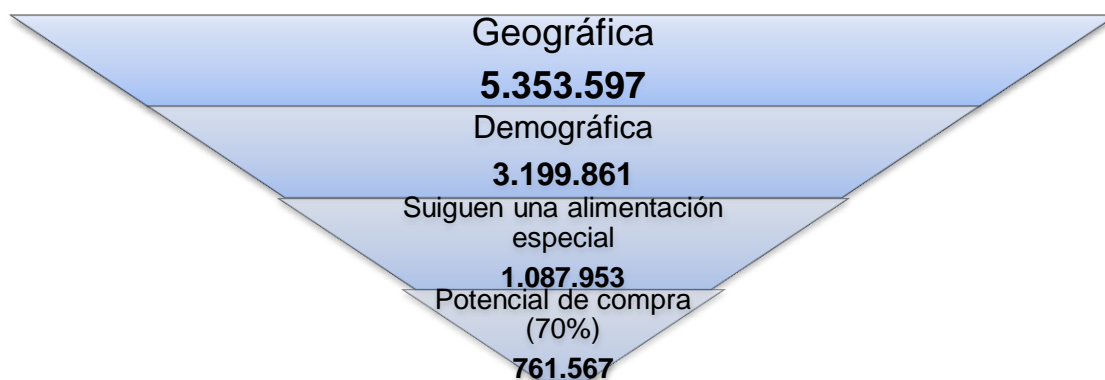 Geográfica
5.353.597
Demográfica
3.199.861
Suiguen una alimentación
especial
1.087.953
Potencial de compra
(70%)
761.567